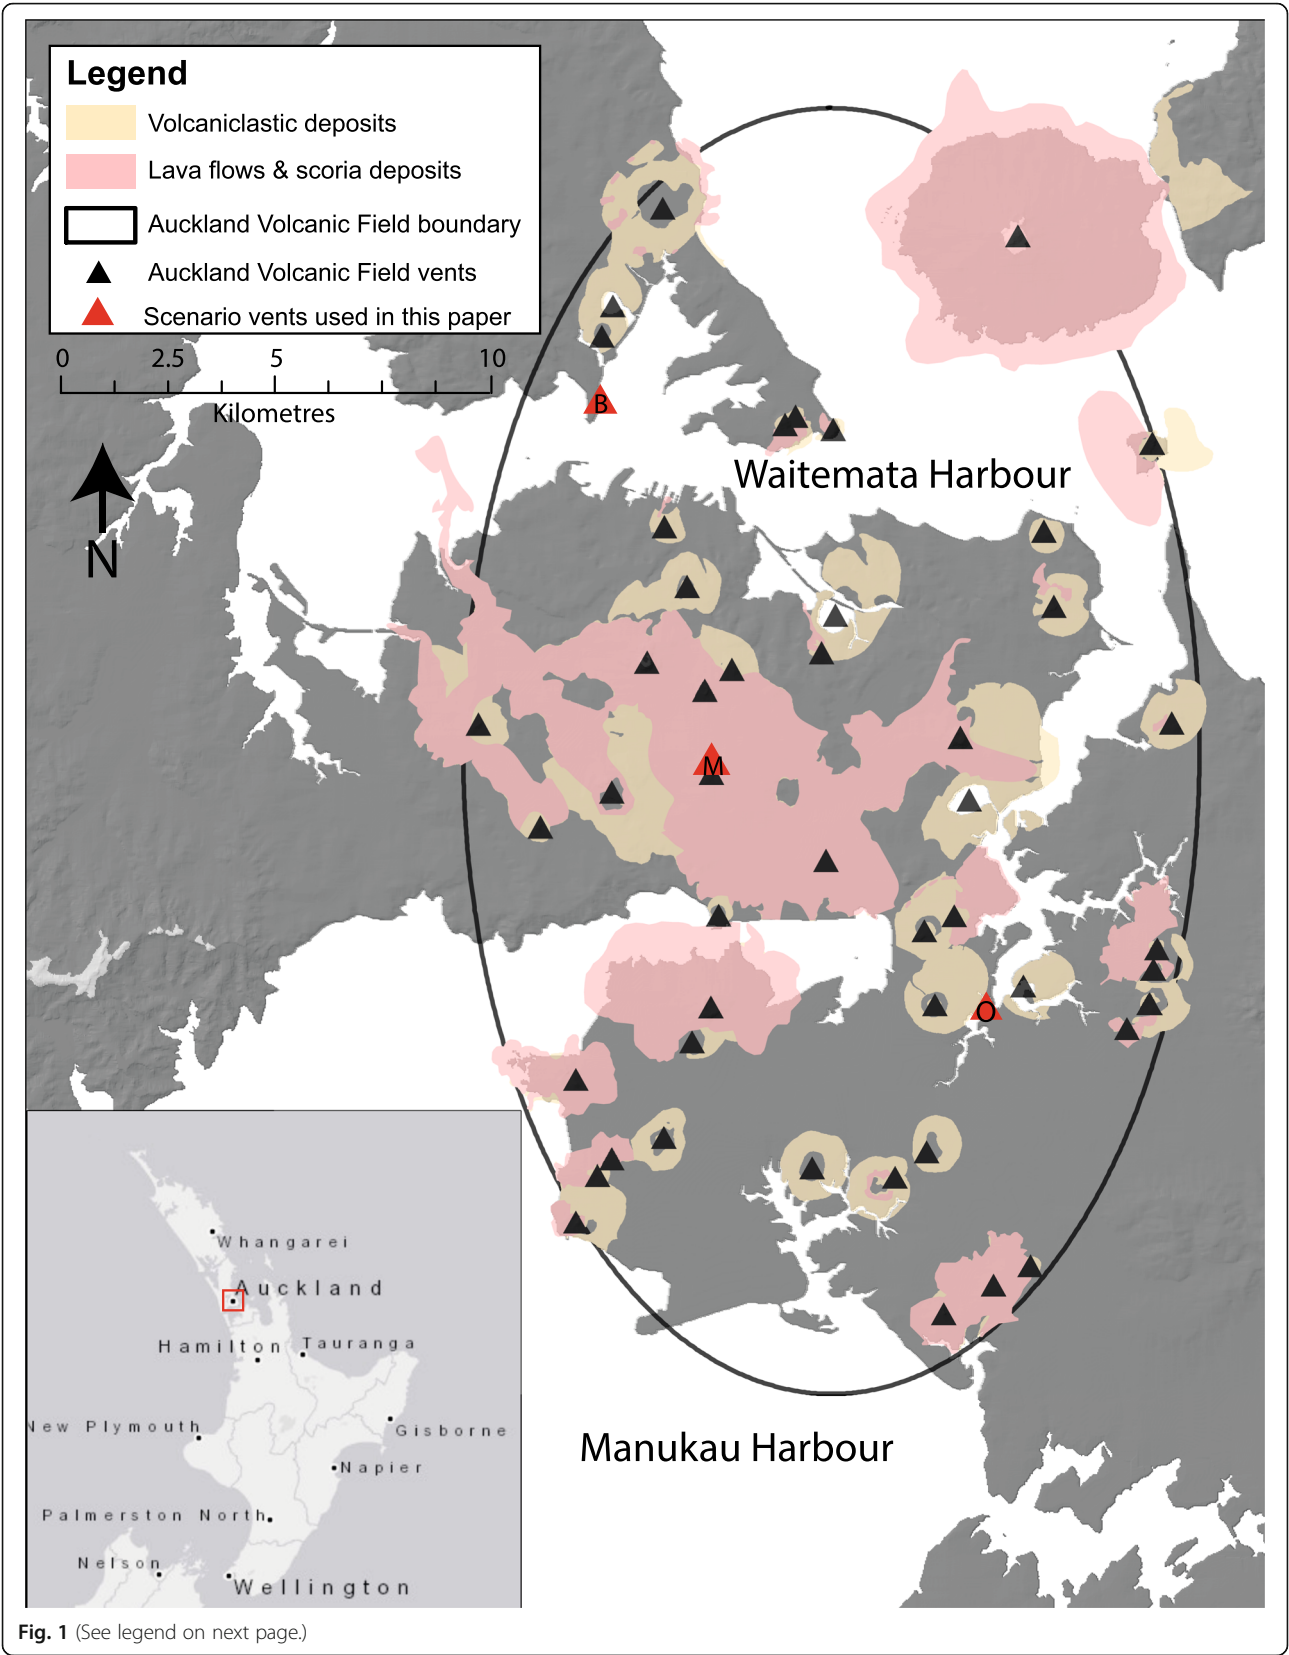 Legend
Volcaniclastic deposits
Lava flows & scoria deposits
Auckland Volcanic Field boundary
Auckland Volcanic Field vents
Scenario vents used in this paper
0 2.5 5 10
Kilometres
N
B
Waitemata Harbour
M
O
Manukau Harbour
Whangarei
Auckland
Hamilton
Tauranga
New Plymouth
Gisborne
Napier
Palmerston North
Nelson
Wellington
Fig. 1 (See legend on next page.)